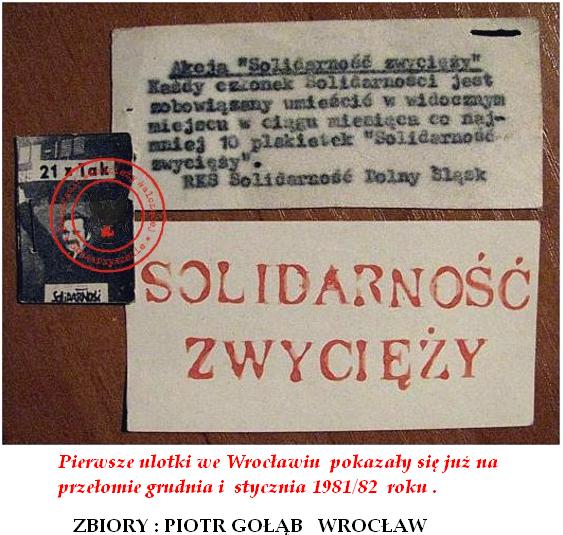 Akcja "Solidarność zwycięży"
Każdy członek Solidarności jest
zobowiązany umieścić w widocznym
miejscu w ciągu miesiąca co naj-
mniej 10 plakietek "Solidarność
zwycięży".
RKS Solidarność Dolny Śląsk
21 x Tak
SOLIDARNOŚĆ
SOLIDARNOŚĆ
ZWYCIĘŻY
Pierwsze ulotki we Wrocławiu pokazały się już na
przełomie grudnia i stycznia 1981/82 roku .
ZBIORY : PIOTR GOŁĄB WROCŁAW